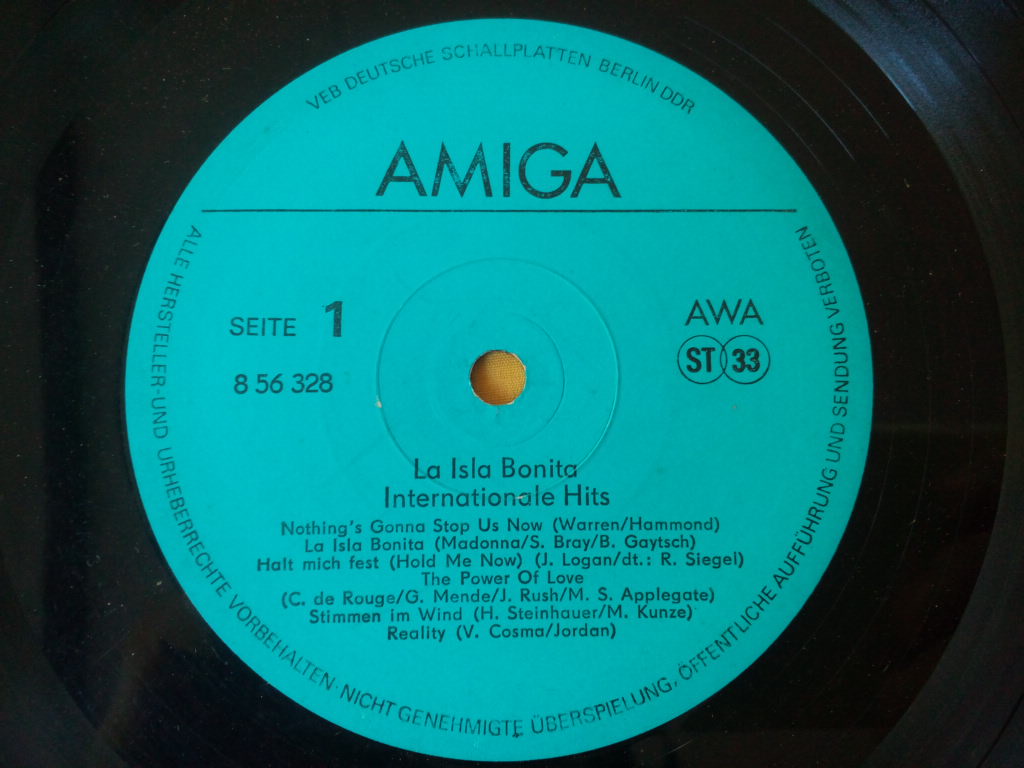 VEB DEUTSCHE SCHALLPLATTEN BERLIN DDR
AMIGA
SEITE 1
8 56 328
AWA
ST 33
La Isla Bonita
Internationale Hits
Nothing's Gonna Stop Us Now (Warren/Hammond)
La Isla Bonita (Madonna/S. Bray/B. Gaytsch)
Halt mich fest (Hold Me Now) (J. Logan/dt.: R. Siegel)
The Power Of Love
(C. de Rouge/G. Mende/J. Rush/M. S. Applegate)
Stimmen im Wind (H. Steinhauer/M. Kunze)
Reality (V. Cosma/Jordan)
ALLE HERSTELLER- UND URHEBERRECHTE VORBEHALTEN· NICHT GENEHMIGTE ÜBERSPIELUNG, ÖFFENTLICHE AUFFÜHRUNG UND SENDUNG VERBOTEN